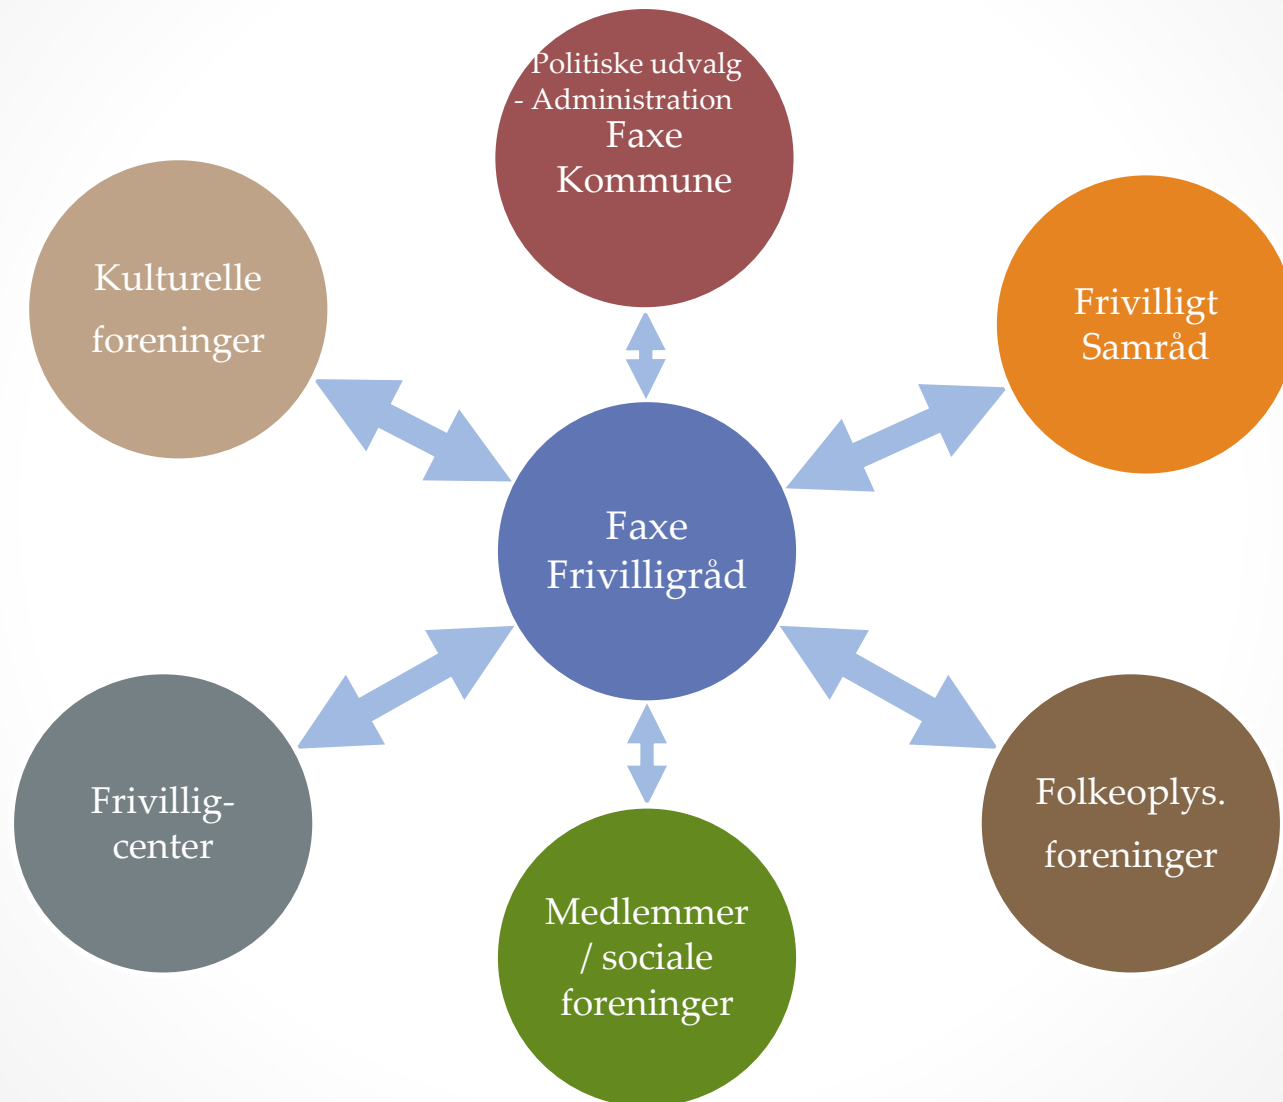 Politiske udvalg
- Administration
Faxe
Kommune
Kulturelle
foreninger
Frivilligt
Samråd
Faxe
Frivilligråd
Frivillig-
center
Folkeoplys.
foreninger
Medlemmer
/ sociale
foreninger